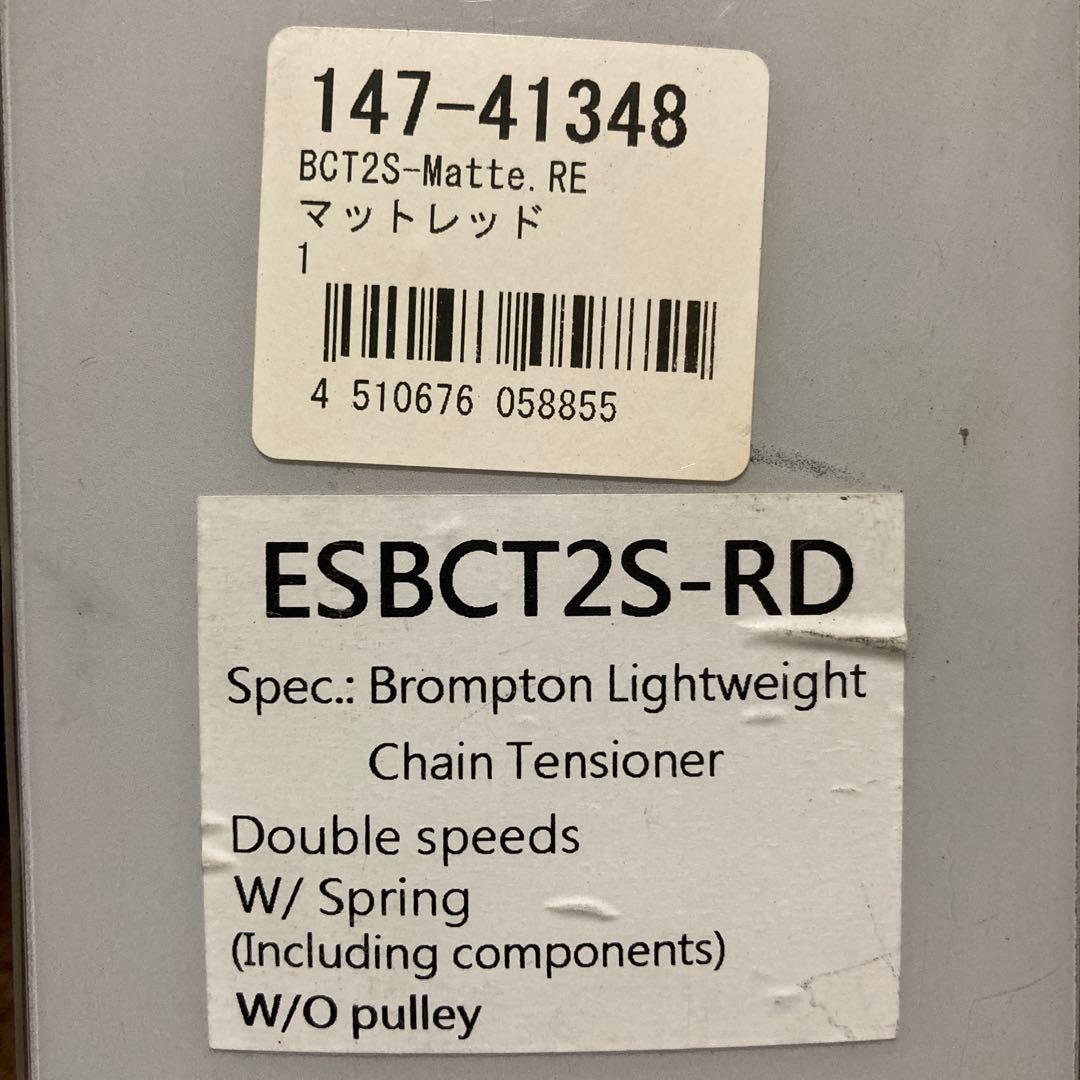 147-41348
BCT2S-Matte.RE
マットレッド
1
4 510676 058855
ESBCT2S-RD
Spec.: Brompton Lightweight
Chain Tensioner
Double speeds
W/ Spring
(Including components)
W/O pulley